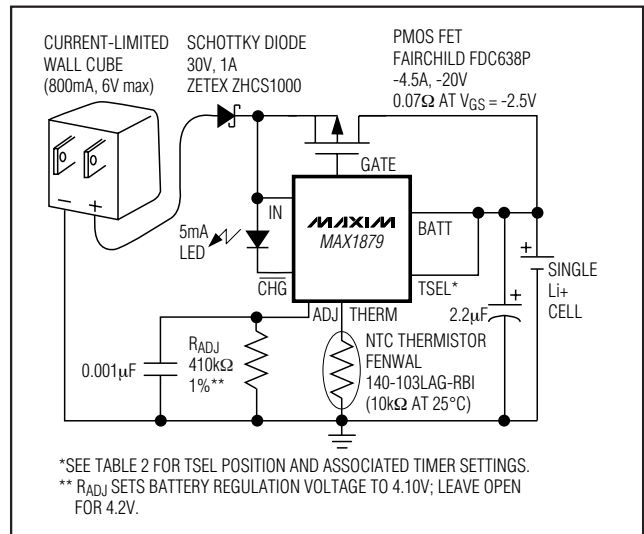 CURRENT-LIMITED
WALL CUBE
(800mA, 6V max)
SCHOTTKY DIODE
30V, 1A
ZETEX ZHCS1000
PMOS FET
FAIRCHILD FDC638P
-4.5A, -20V
0.07Ω AT VGS = -2.5V
GATE
IN
MAXIM
MAX1879
BATT
5mA
LED
CHG
TSEL*
ADJ THERM
SINGLE
Li+
CELL
2.2μF
0.001μF
RADJ
410kΩ
1%**
NTC THERMISTOR
FENWAL
140-103LAG-RBI
(10kΩ AT 25°C)
*SEE TABLE 2 FOR TSEL POSITION AND ASSOCIATED TIMER SETTINGS.
** RADJ SETS BATTERY REGULATION VOLTAGE TO 4.10V; LEAVE OPEN
FOR 4.2V.